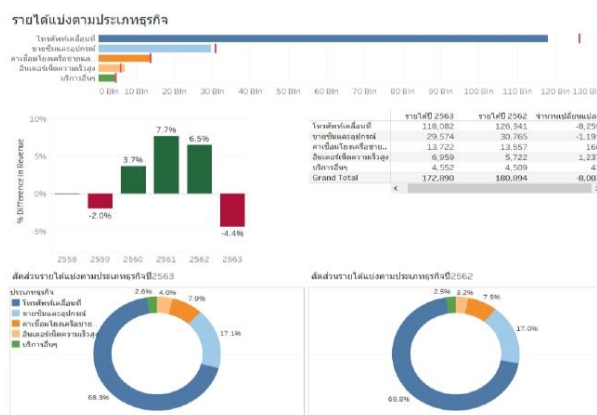 รายได้แบ่งตามประเภทธุรกิจ
โทรศัพท์เคลื่อนที่
ขายซิมและอุปกรณ์
ค่าเชื่อมโยงเครือข่ายแล..
อินเตอร์เน็ตความเร็วสูง
บริการอื่นๆ
0 Bln 10 Bln 20 Bln 30 Bln 40 Bln 50 Bln 60 Bln 70 Bln 80 Bln 90 Bln 100 Bln 110 Bln 120 Bln 130 Bln
% Difference in Revenue
10%
5%
0%
-5%
-2.0%
3.7%
7.7%
6.5%
-4.4%
2558 2559 2560 2561 2562 2563
รายได้ปี 2563 รายได้ปี 2562 จำนวนเปลี่ยนแปล
โทรศัพท์เคลื่อนที่ 118,082 126,341 -8,259
ขายซิมและอุปกรณ์ 29,574 30,765 -1,19
ค่าเชื่อมโยงเครือข่าย... 13,722 13,557 16
อินเตอร์เน็ตความเร็วสูง 6,959 5,722 1,237
บริการอื่นๆ 4,552 4,509 4
Grand Total 172,890 180,894 -8,00
สัดส่วนรายได้แบ่งตามประเภทธุรกิจปี2563
ประเภทธุรกิจ
โทรศัพท์เคลื่อนที่
ขายซิมและอุปกรณ์
ค่าเชื่อมโยงเครือข่าย...
อินเตอร์เน็ตความเร็วสูง
บริการอื่นๆ
2.6% 4.0%
7.9%
17.1%
68.3%
สัดส่วนรายได้แบ่งตามประเภทธุรกิจปี2562
2.5% 3.2%
7.5%
17.0%
69.8%